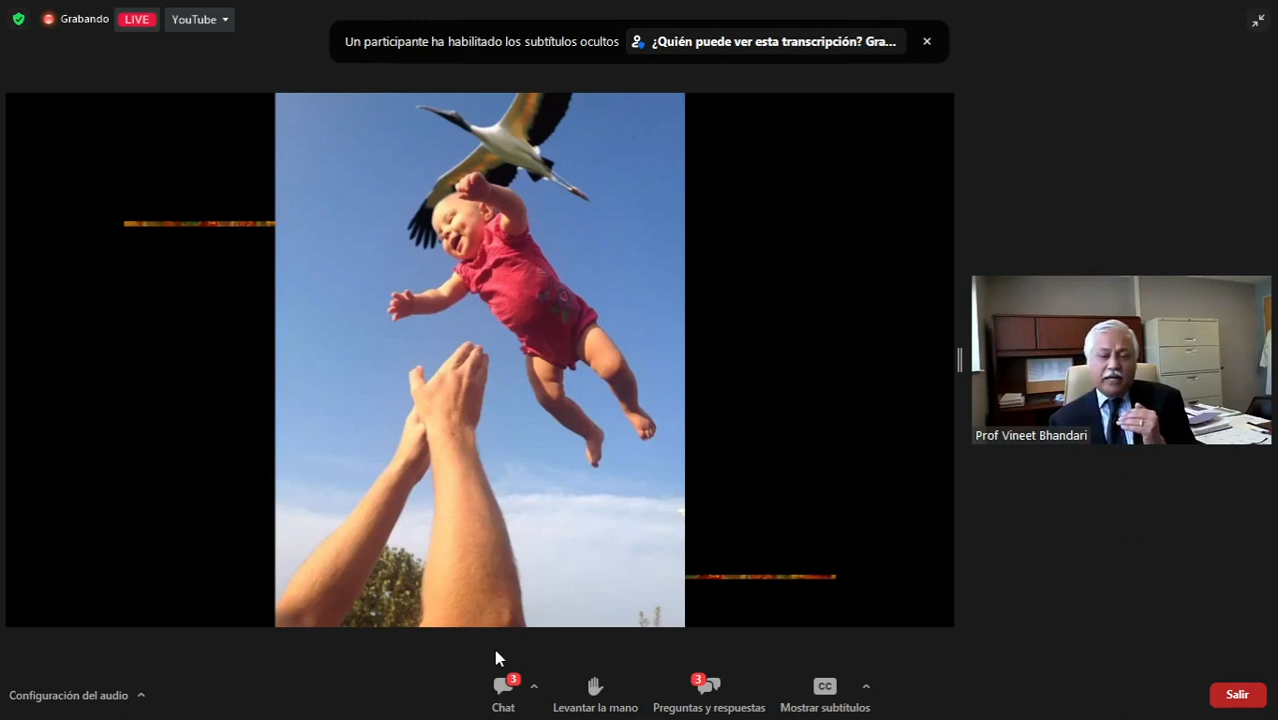 Grabando LIVE YouTube
Un participante ha habilitado los subtítulos ocultos ¿Quién puede ver esta transcripción? Gra...
Prof Vineet Bhandari
Configuración del audio
3
Chat
Levantar la mano
3
Preguntas y respuestas
CC
Mostrar subtítulos
Salir